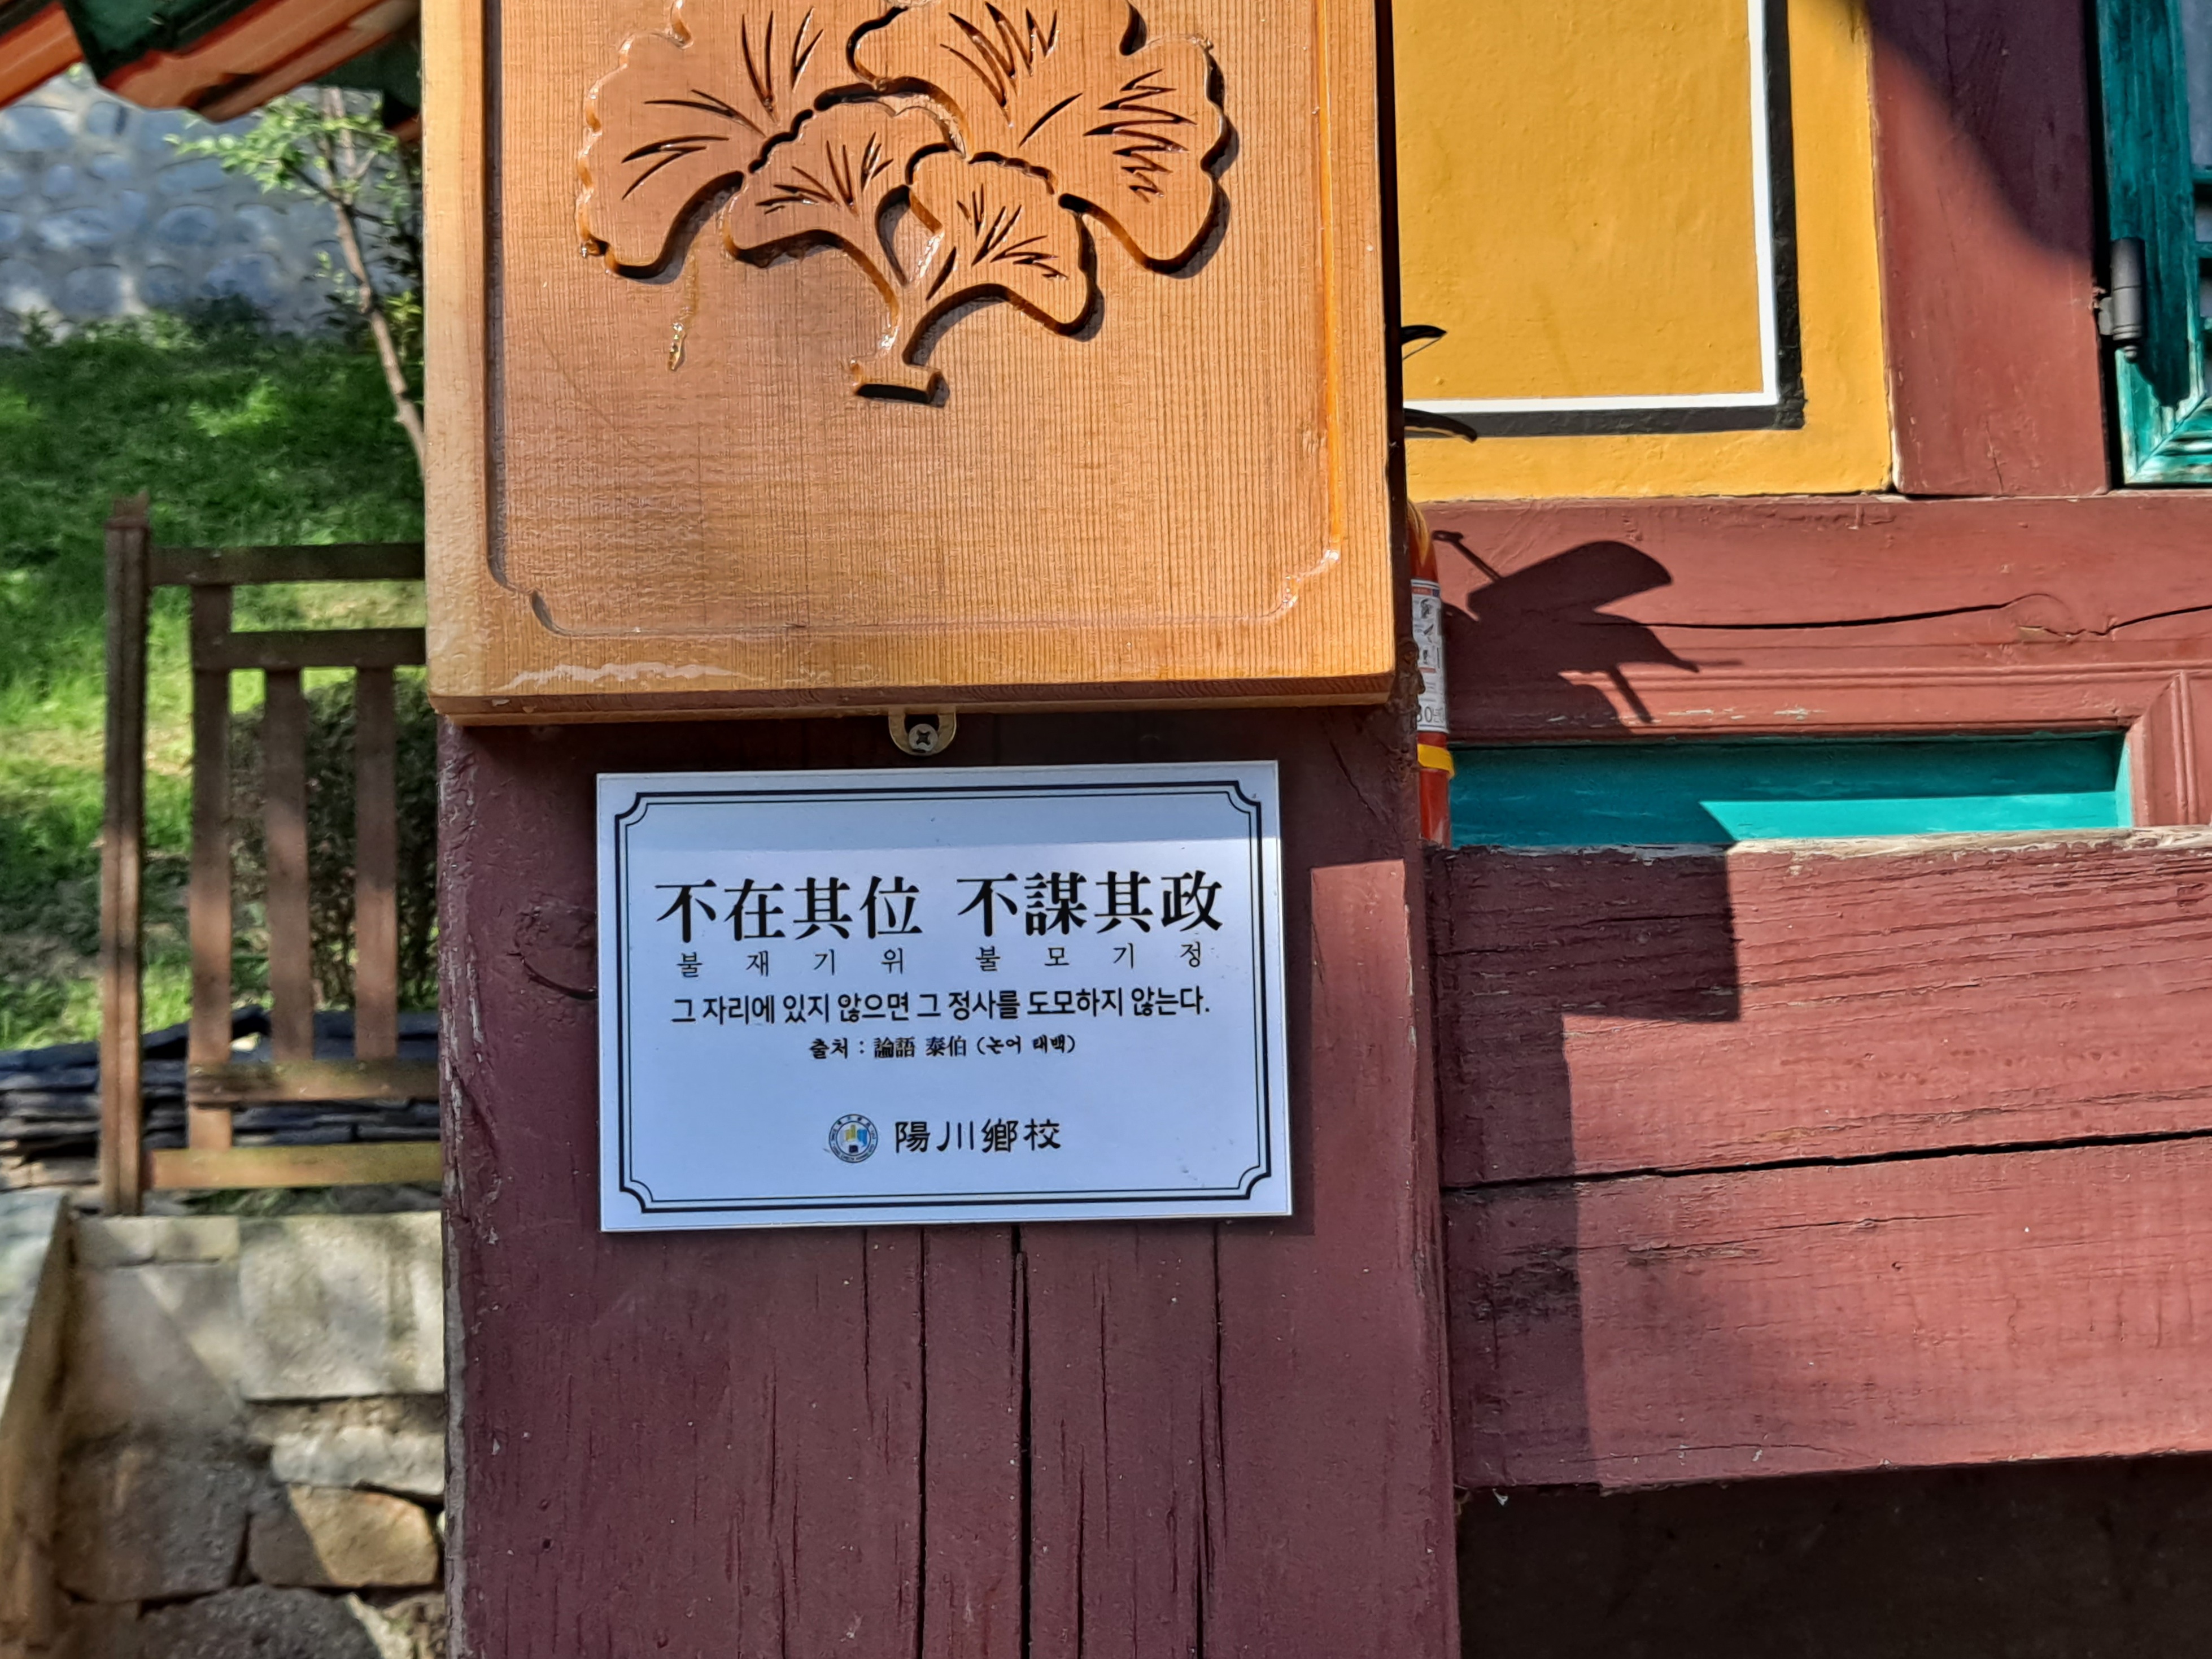 不在其位 不謀其政
불 재 기 위 불 모 기 정
그 자리에 있지 않으면 그 정사를 도모하지 않는다.
출처 : 論語 泰伯 (논어 태백)
陽川鄕校